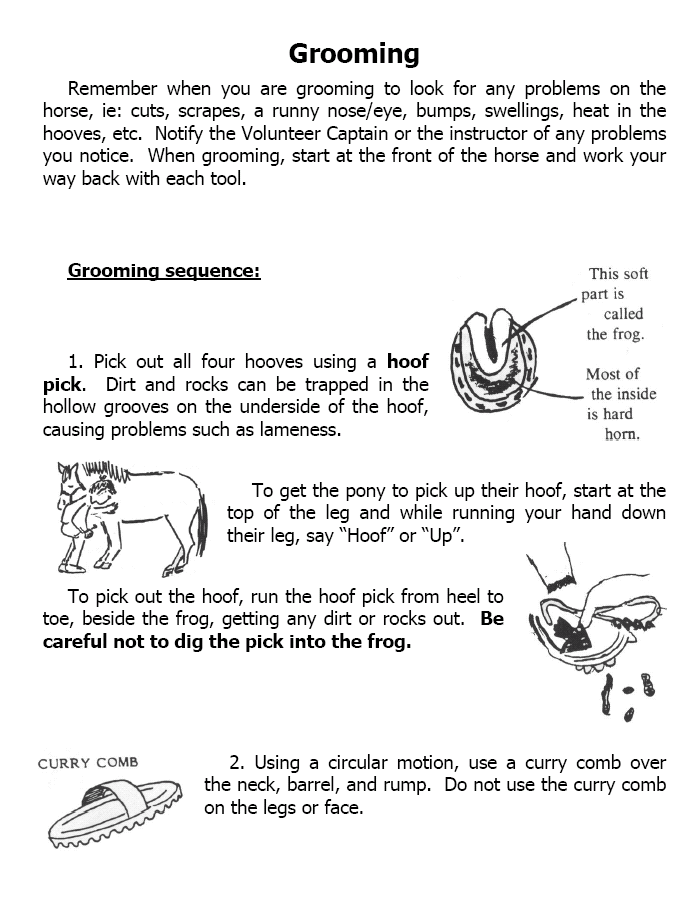 Grooming
Remember when you are grooming to look for any problems on the
horse, ie: cuts, scrapes, a runny nose/eye, bumps, swellings, heat in the
hooves, etc.  Notify the Volunteer Captain or the instructor of any problems
you notice.  When grooming, start at the front of the horse and work your
way back with each tool.
Grooming sequence:
This soft
part is
called
the frog.
Most of
the inside
is hard
horn.
1. Pick out all four hooves using a hoof
pick.  Dirt and rocks can be trapped in the
hollow grooves on the underside of the hoof,
causing problems such as lameness.
To get the pony to pick up their hoof, start at the
top of the leg and while running your hand down
their leg, say “Hoof” or “Up”.
To pick out the hoof, run the hoof pick from heel to
toe, beside the frog, getting any dirt or rocks out.  Be
careful not to dig the pick into the frog.
CURRY COMB
2. Using a circular motion, use a curry comb over
the neck, barrel, and rump.  Do not use the curry comb
on the legs or face.